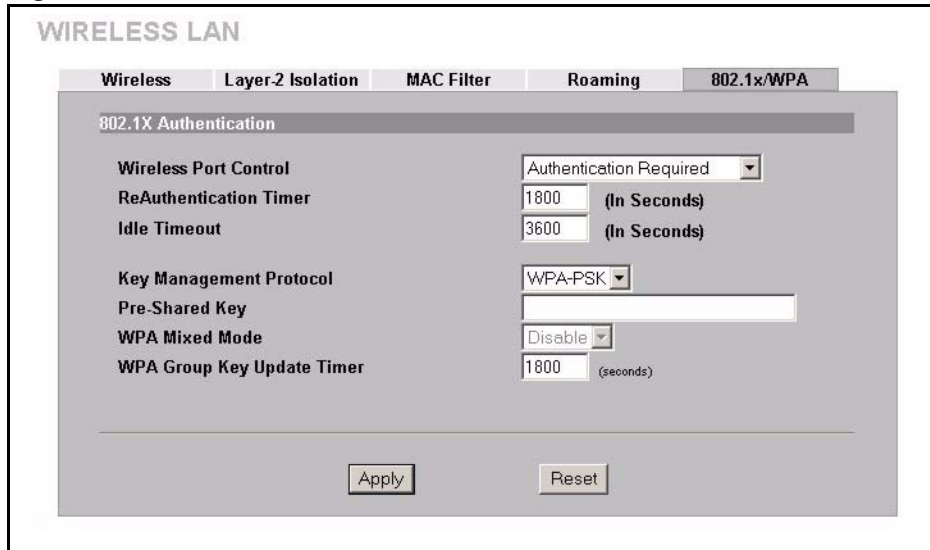 WIRELESS LAN
Wireless Layer-2 Isolation MAC Filter Roaming 802.1x/WPA
802.1X Authentication
Wireless Port Control Authentication Required
ReAuthentication Timer 1800 (In Seconds)
Idle Timeout 3600 (In Seconds)
Key Management Protocol WPA-PSK
Pre-Shared Key
WPA Mixed Mode Disable
WPA Group Key Update Timer 1800 (seconds)
Apply Reset